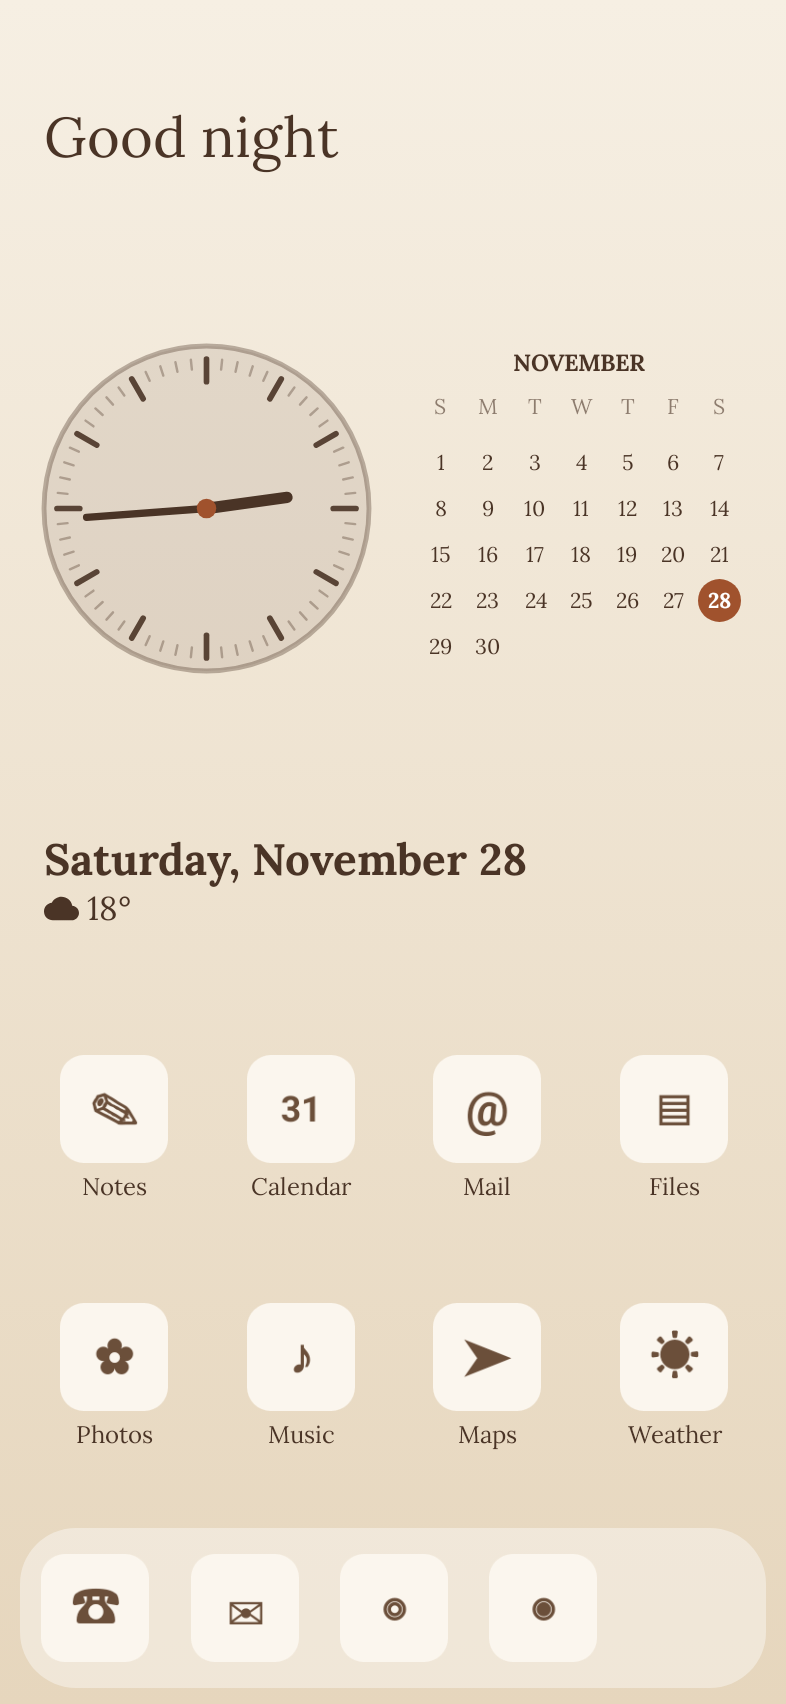 Good night
NOVEMBER
S M T W T F S
1 2 3 4 5 6 7
8 9 10 11 12 13 14
15 16 17 18 19 20 21
22 23 24 25 26 27 28
29 30
Saturday, November 28
18°
31
@
Notes Calendar Mail Files
Photos Music Maps Weather